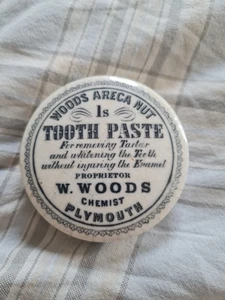 WOODS ARECA NUT
1s
TOOTH PASTE
For removing Tartar
and whitening the Teeth
without injuring the Enamel
PROPRIETOR
W. WOODS
CHEMIST
PLYMOUTH